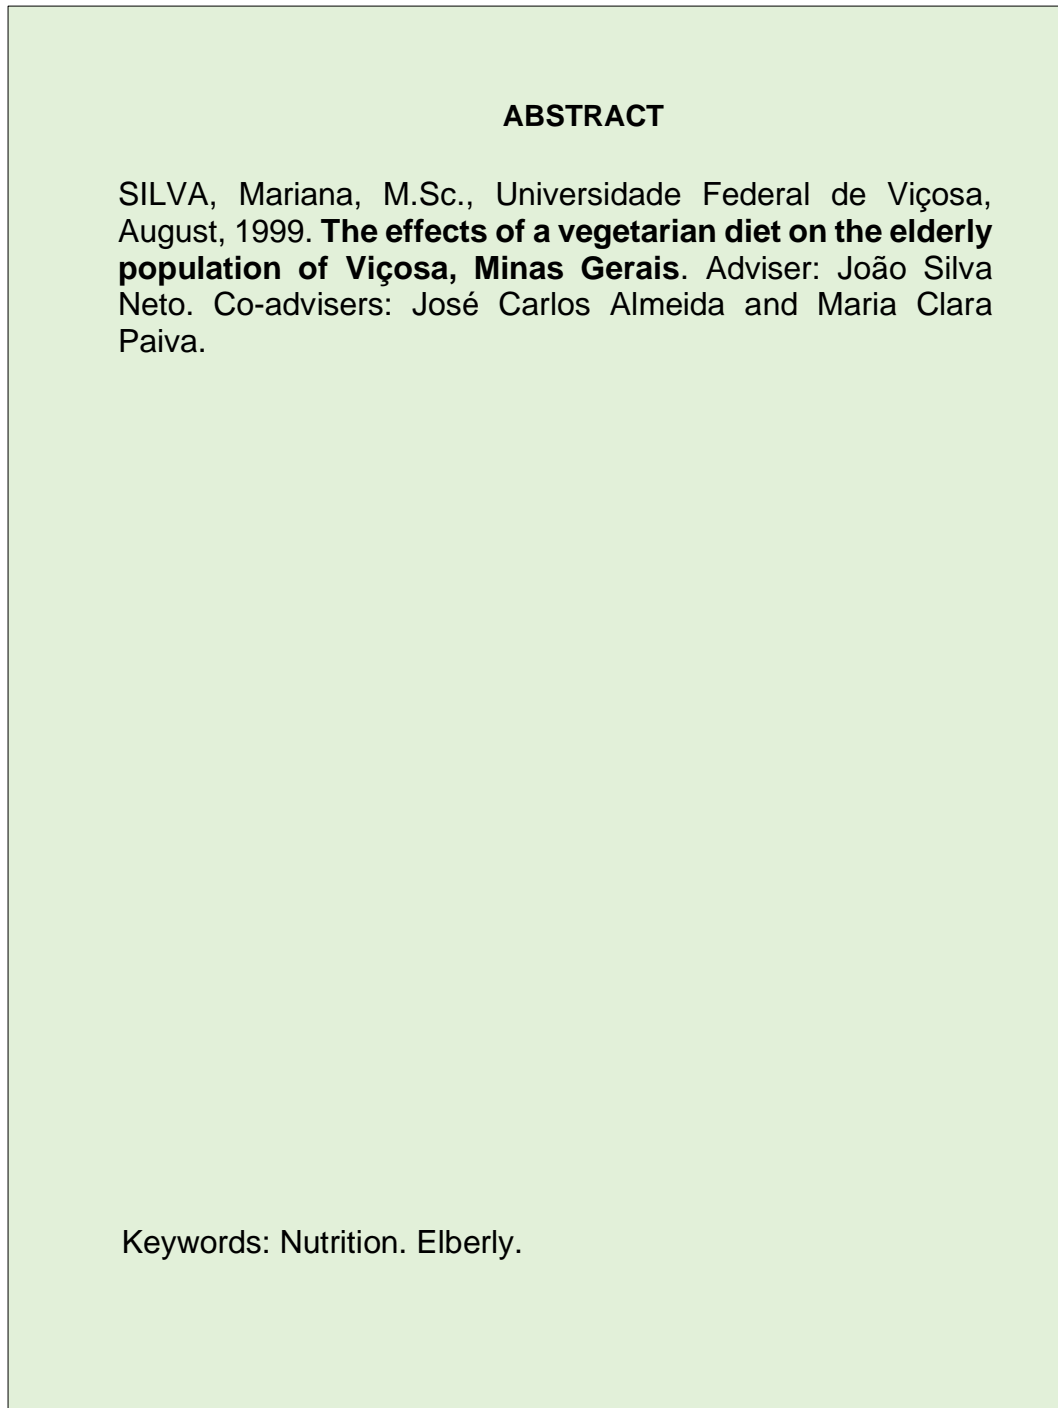 ABSTRACT
SILVA, Mariana, M.Sc., Universidade Federal de Viçosa,
August, 1999. The effects of a vegetarian diet on the elderly
population of Viçosa, Minas Gerais. Adviser: João Silva
Neto. Co-advisers: José Carlos Almeida and Maria Clara
Paiva.
Keywords: Nutrition. Elberly.